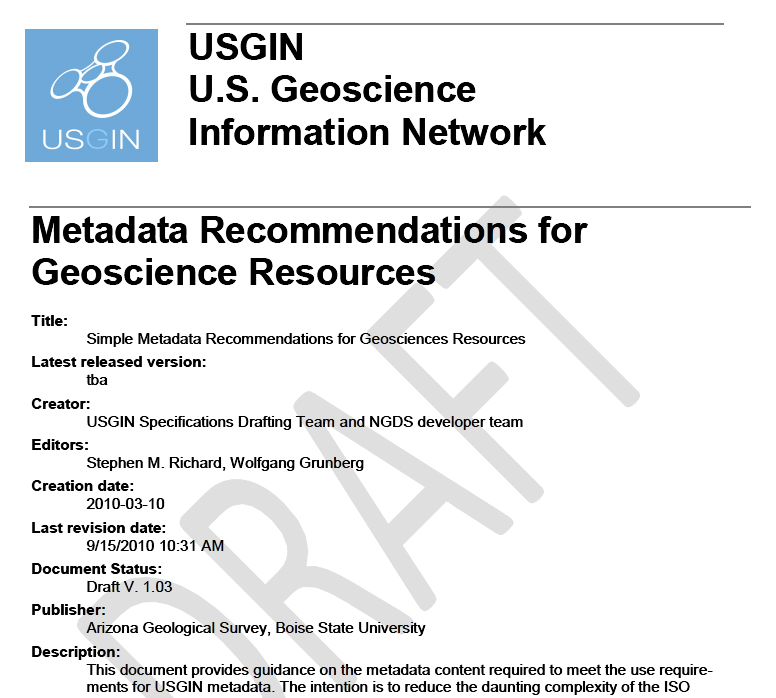 USGIN
USGIN
U.S. Geoscience
Information Network
Metadata Recommendations for
Geoscience Resources
Title:
Simple Metadata Recommendations for Geosciences Resources
Latest released version:
tba
Creator:
USGIN Specifications Drafting Team and NGDS developer team
Editors:
Stephen M. Richard, Wolfgang Grunberg
Creation date:
2010-03-10
Last revision date:
9/15/2010 10:31 AM
Document Status:
Draft V. 1.03
Publisher:
Arizona Geological Survey, Boise State University
Description:
This document provides guidance on the metadata content required to meet the use require-
ments for USGIN metadata. The intention is to reduce the daunting complexity of the ISO
DRAFT